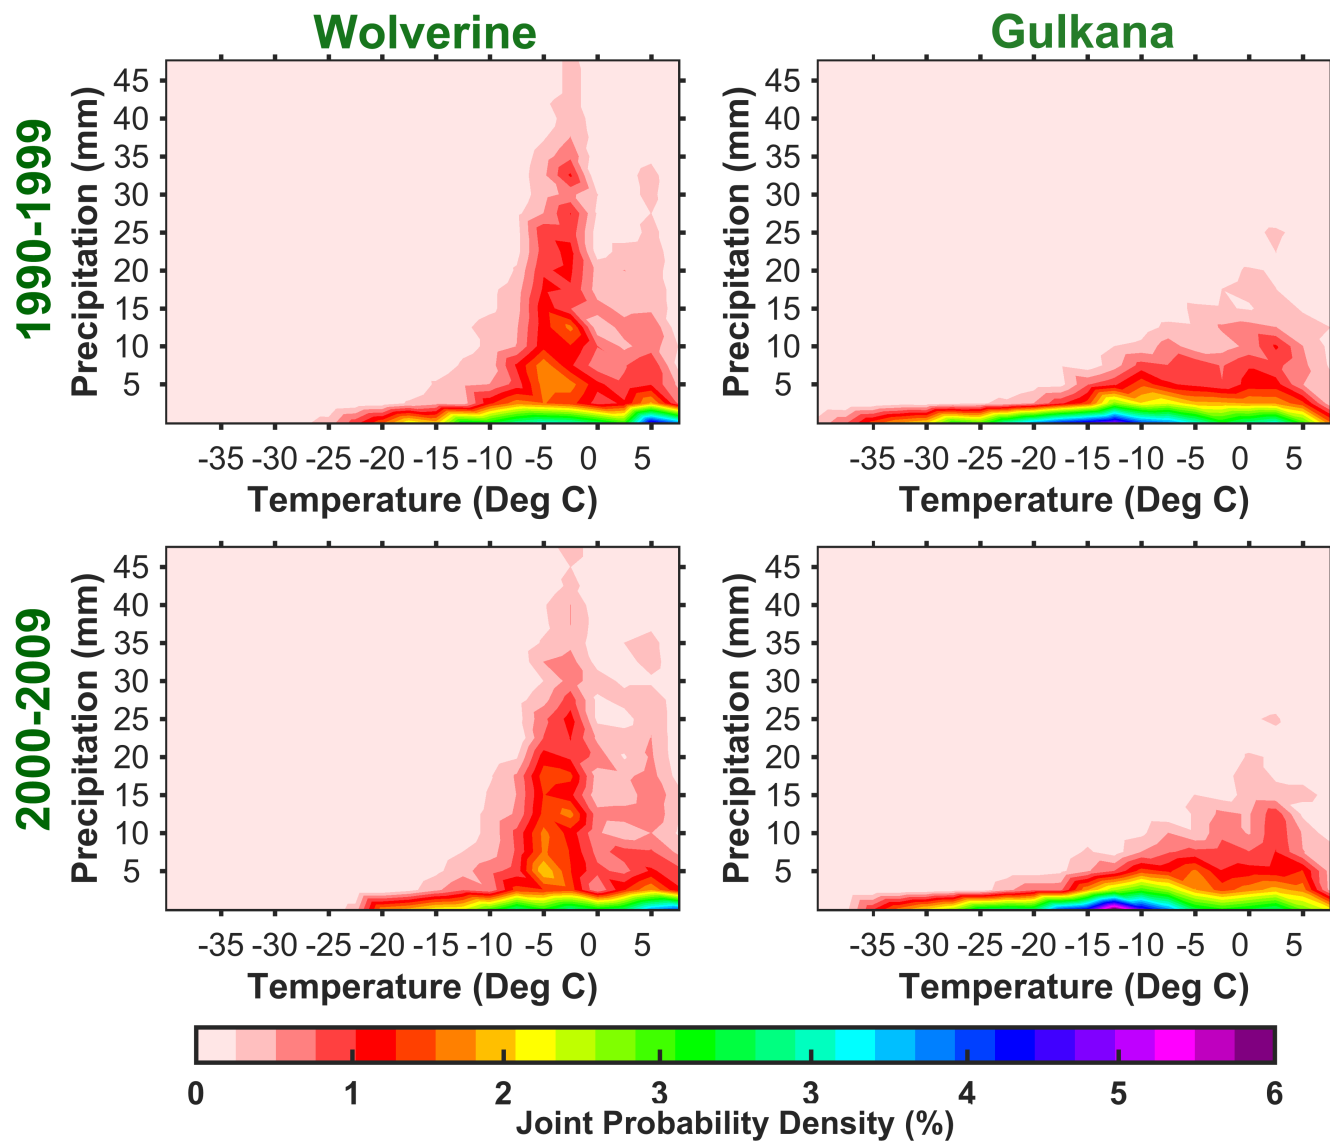 Wolverine Gulkana
1990-1999
Precipitation (mm)
45
40
35
30
25
20
15
10
5
-35 -30 -25 -20 -15 -10 -5 0 5
Temperature (Deg C)
Precipitation (mm)
45
40
35
30
25
20
15
10
5
-35 -30 -25 -20 -15 -10 -5 0 5
Temperature (Deg C)
2000-2009
Precipitation (mm)
45
40
35
30
25
20
15
10
5
-35 -30 -25 -20 -15 -10 -5 0 5
Temperature (Deg C)
Precipitation (mm)
45
40
35
30
25
20
15
10
5
-35 -30 -25 -20 -15 -10 -5 0 5
Temperature (Deg C)
0 1 2 3 3 4 5 6
Joint Probability Density (%)